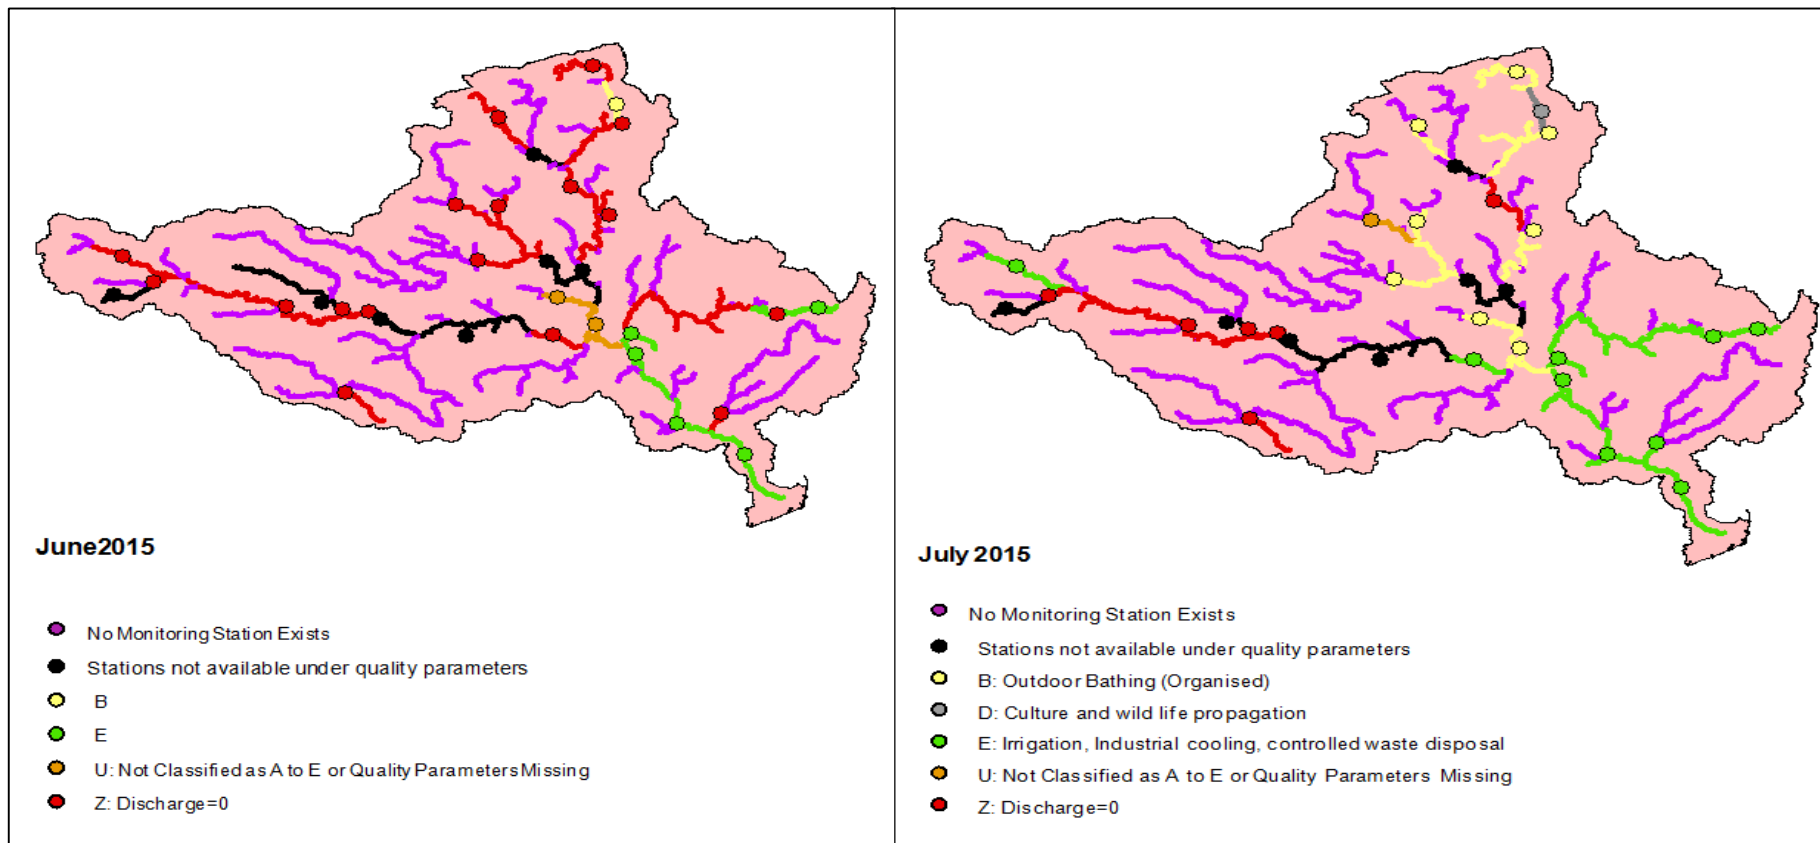 June2015
No Monitoring Station Exists
Stations not available under quality parameters
B
E
U: Not Classified as A to E or Quality Parameters Missing
Z: Discharge=0
July 2015
No Monitoring Station Exists
Stations not available under quality parameters
B: Outdoor Bathing (Organised)
D: Culture and wild life propagation
E: Irrigation, Industrial cooling, controlled waste disposal
U: Not Classified as A to E or Quality Parameters Missing
Z: Discharge=0